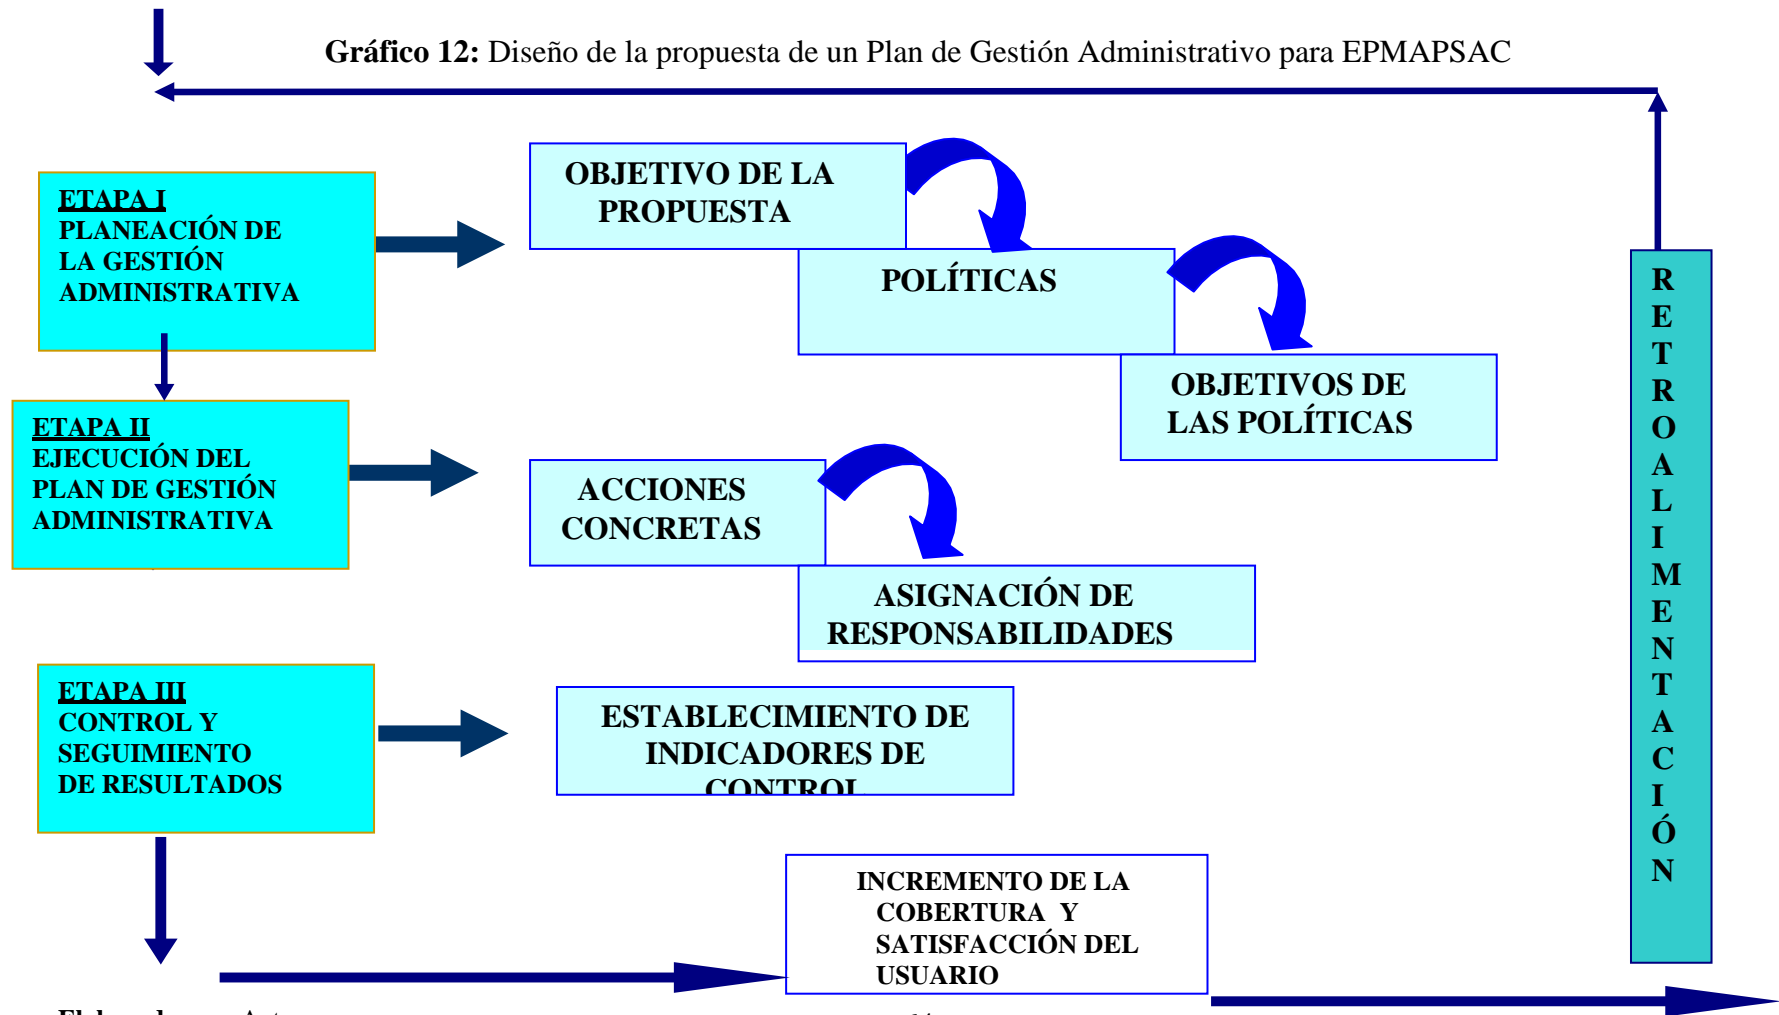 Gráfico 12: Diseño de la propuesta de un Plan de Gestión Administrativo para EPMAPSAC
ETAPA I
PLANEACIÓN DE
LA GESTIÓN
ADMINISTRATIVA
OBJETIVO DE LA
PROPUESTA
POLÍTICAS
OBJETIVOS DE
LAS POLÍTICAS
ETAPA II
EJECUCIÓN DEL
PLAN DE GESTIÓN
ADMINISTRATIVA
ACCIONES
CONCRETAS
ASIGNACIÓN DE
RESPONSABILIDADES
ETAPA III
CONTROL Y
SEGUIMIENTO
DE RESULTADOS
ESTABLECIMIENTO DE
INDICADORES DE
CONTROL
INCREMENTO DE LA
COBERTURA Y
SATISFACCIÓN DEL
USUARIO
R
E
T
R
O
A
L
I
M
E
N
T
A
C
I
Ó
N